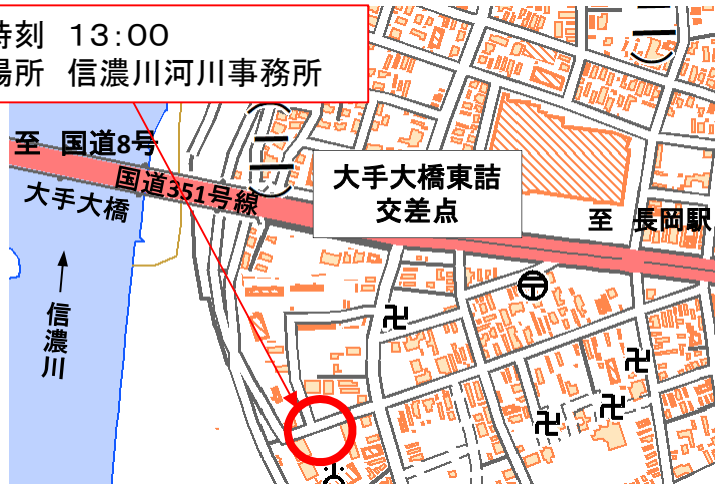 時刻 13:00
場所 信濃川河川事務所
至 国道8号
国道351号線
大手大橋
大手大橋東詰
交差点
至 長岡駅
信濃川